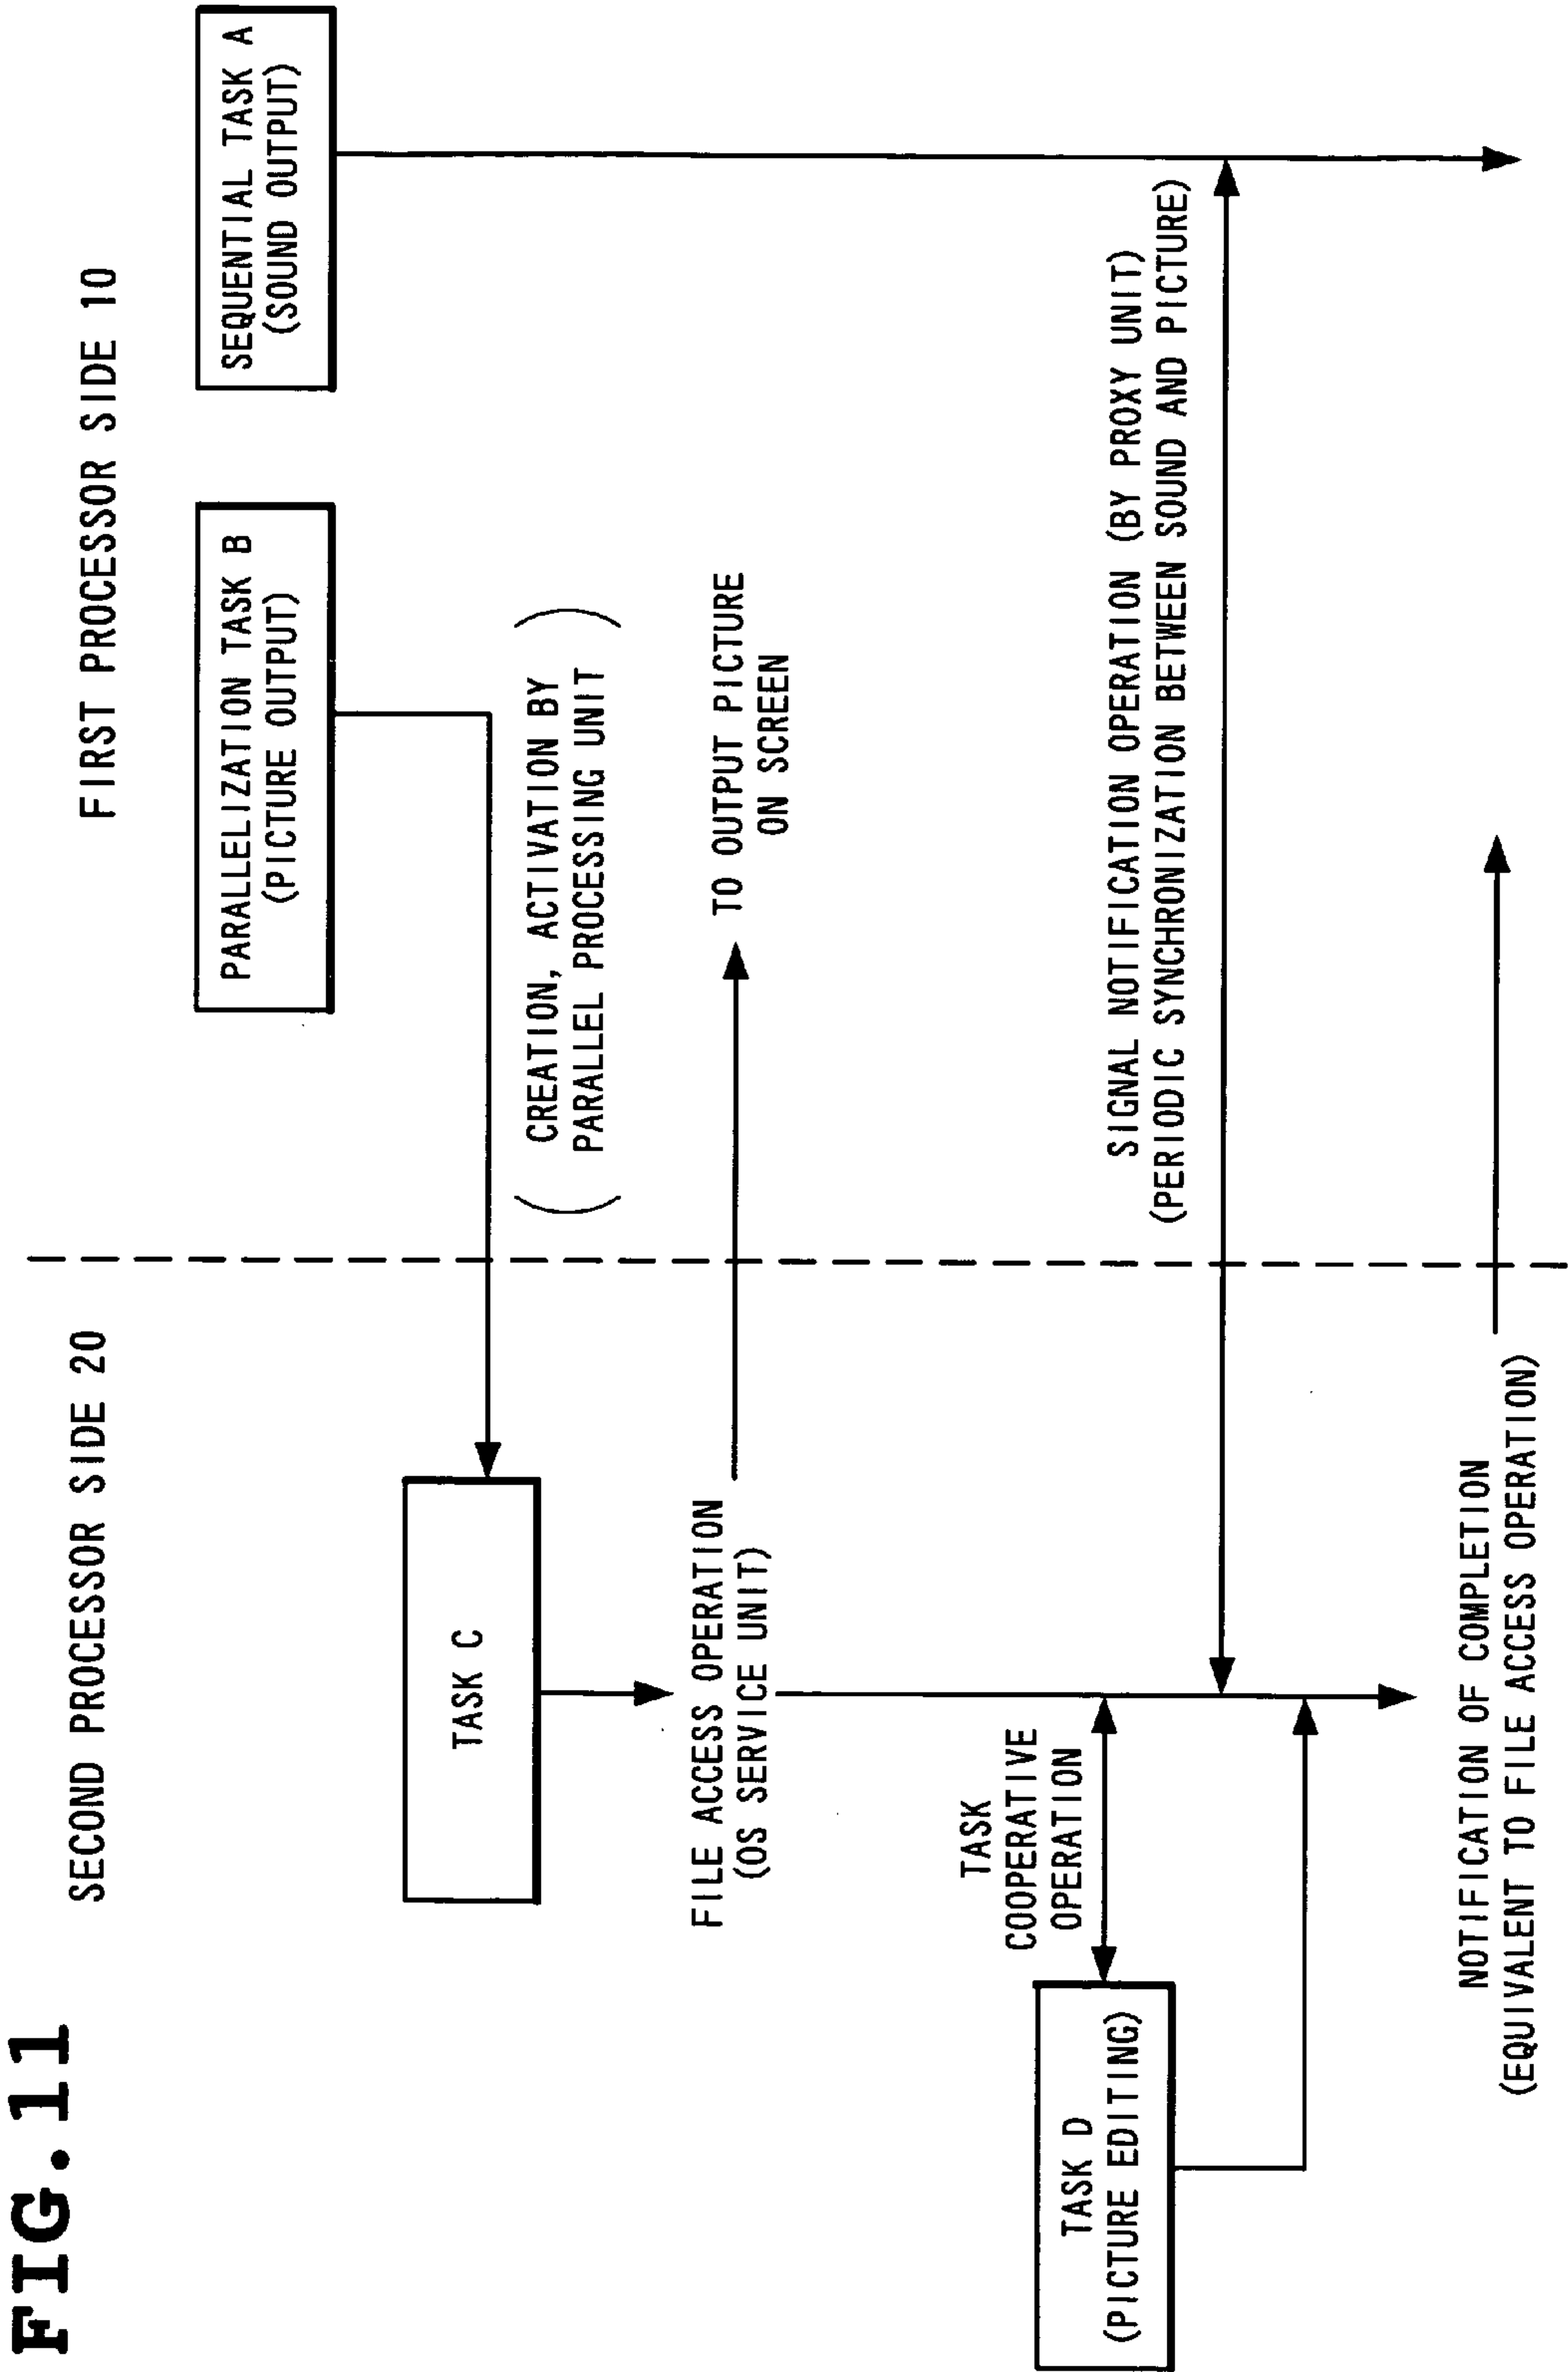 FIG.11
SECOND PROCESSOR SIDE 20
FIRST PROCESSOR SIDE 10
PARALLELIZATION TASK B
(PICTURE OUTPUT)
SEQUENTIAL TASK A
(SOUND OUTPUT)
TASK C
(CREATION, ACTIVATION BY
PARALLEL PROCESSING UNIT)
FILE ACCESS OPERATION
(OS SERVICE UNIT)
TO OUTPUT PICTURE
ON SCREEN
TASK
COOPERATIVE
OPERATION
TASK D
(PICTURE EDITING)
SIGNAL NOTIFICATION OPERATION (BY PROXY UNIT)
(PERIODIC SYNCHRONIZATION BETWEEN SOUND AND PICTURE)
NOTIFICATION OF COMPLETION
(EQUIVALENT TO FILE ACCESS OPERATION)